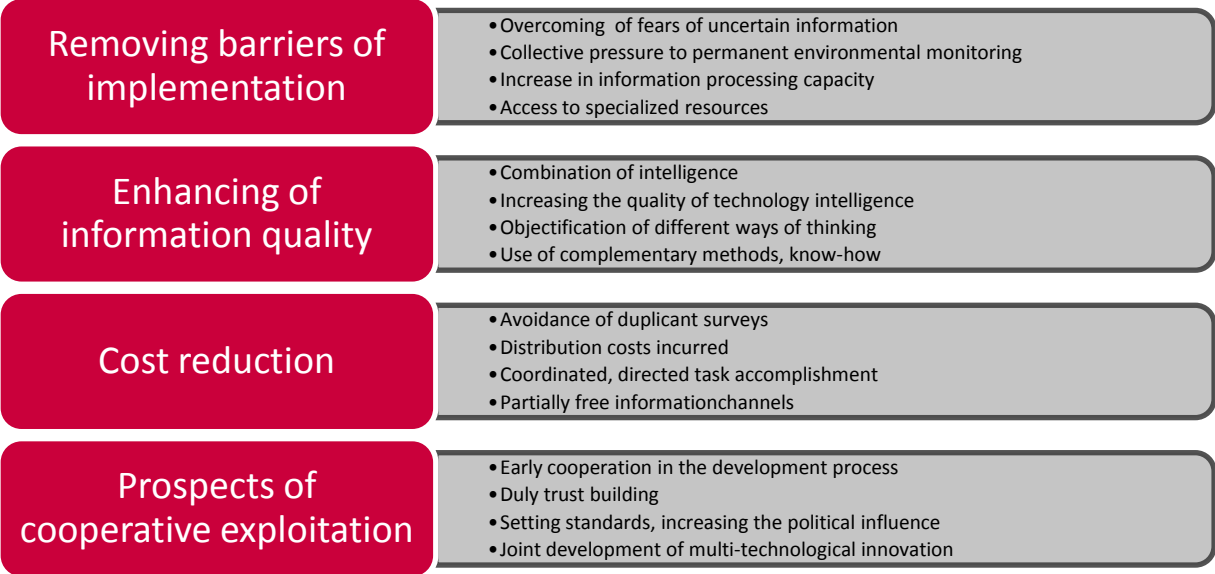 Removing barriers of
implementation
•Overcoming of fears of uncertain information
•Collective pressure to permanent environmental monitoring
•Increase in information processing capacity
•Access to specialized resources
Enhancing of
information quality
•Combination of intelligence
•Increasing the quality of technology intelligence
•Objectification of different ways of thinking
•Use of complementary methods, know-how
Cost reduction
•Avoidance of duplicant surveys
•Distribution costs incurred
•Coordinated, directed task accomplishment
•Partially free informationchannels
Prospects of
cooperative exploitation
•Early cooperation in the development process
•Duly trust building
•Setting standards, increasing the political influence
•Joint development of multi-technological innovation